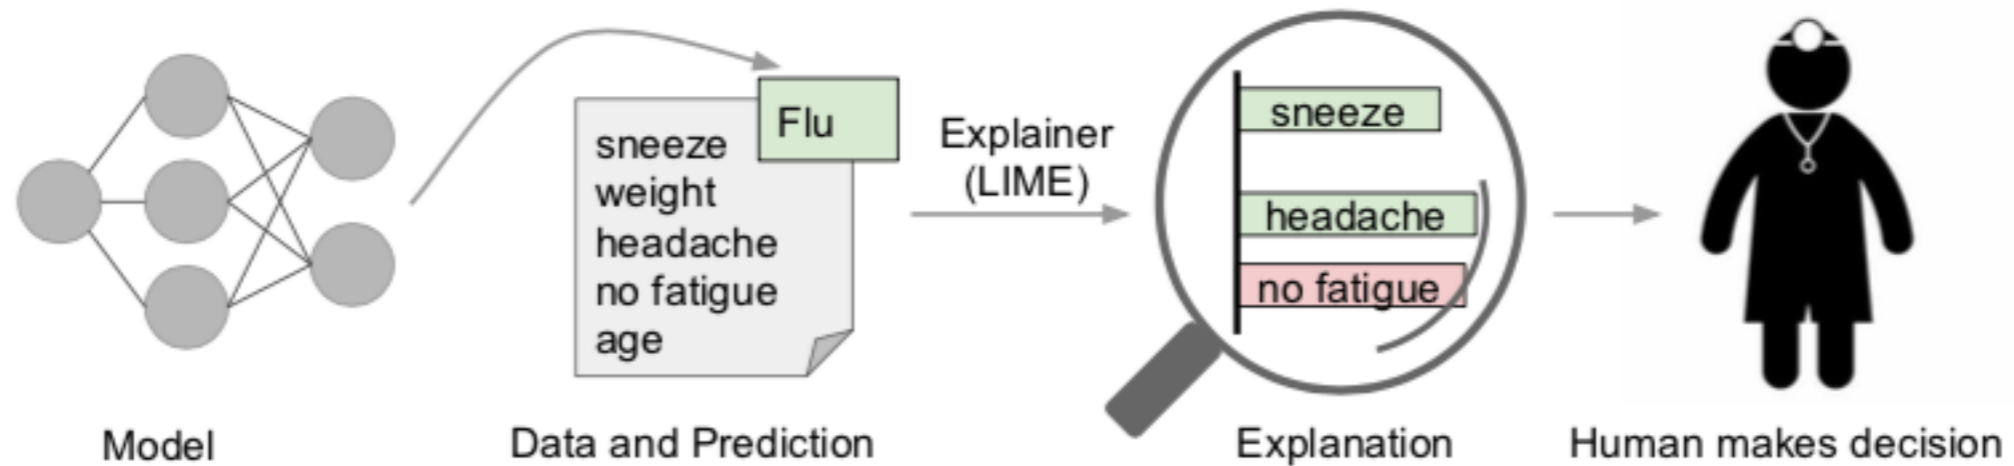 Flu
sneeze
weight
headache
no fatigue
age
Explainer
(LIME)
sneeze
headache
no fatigue
Model
Data and Prediction
Explanation
Human makes decision